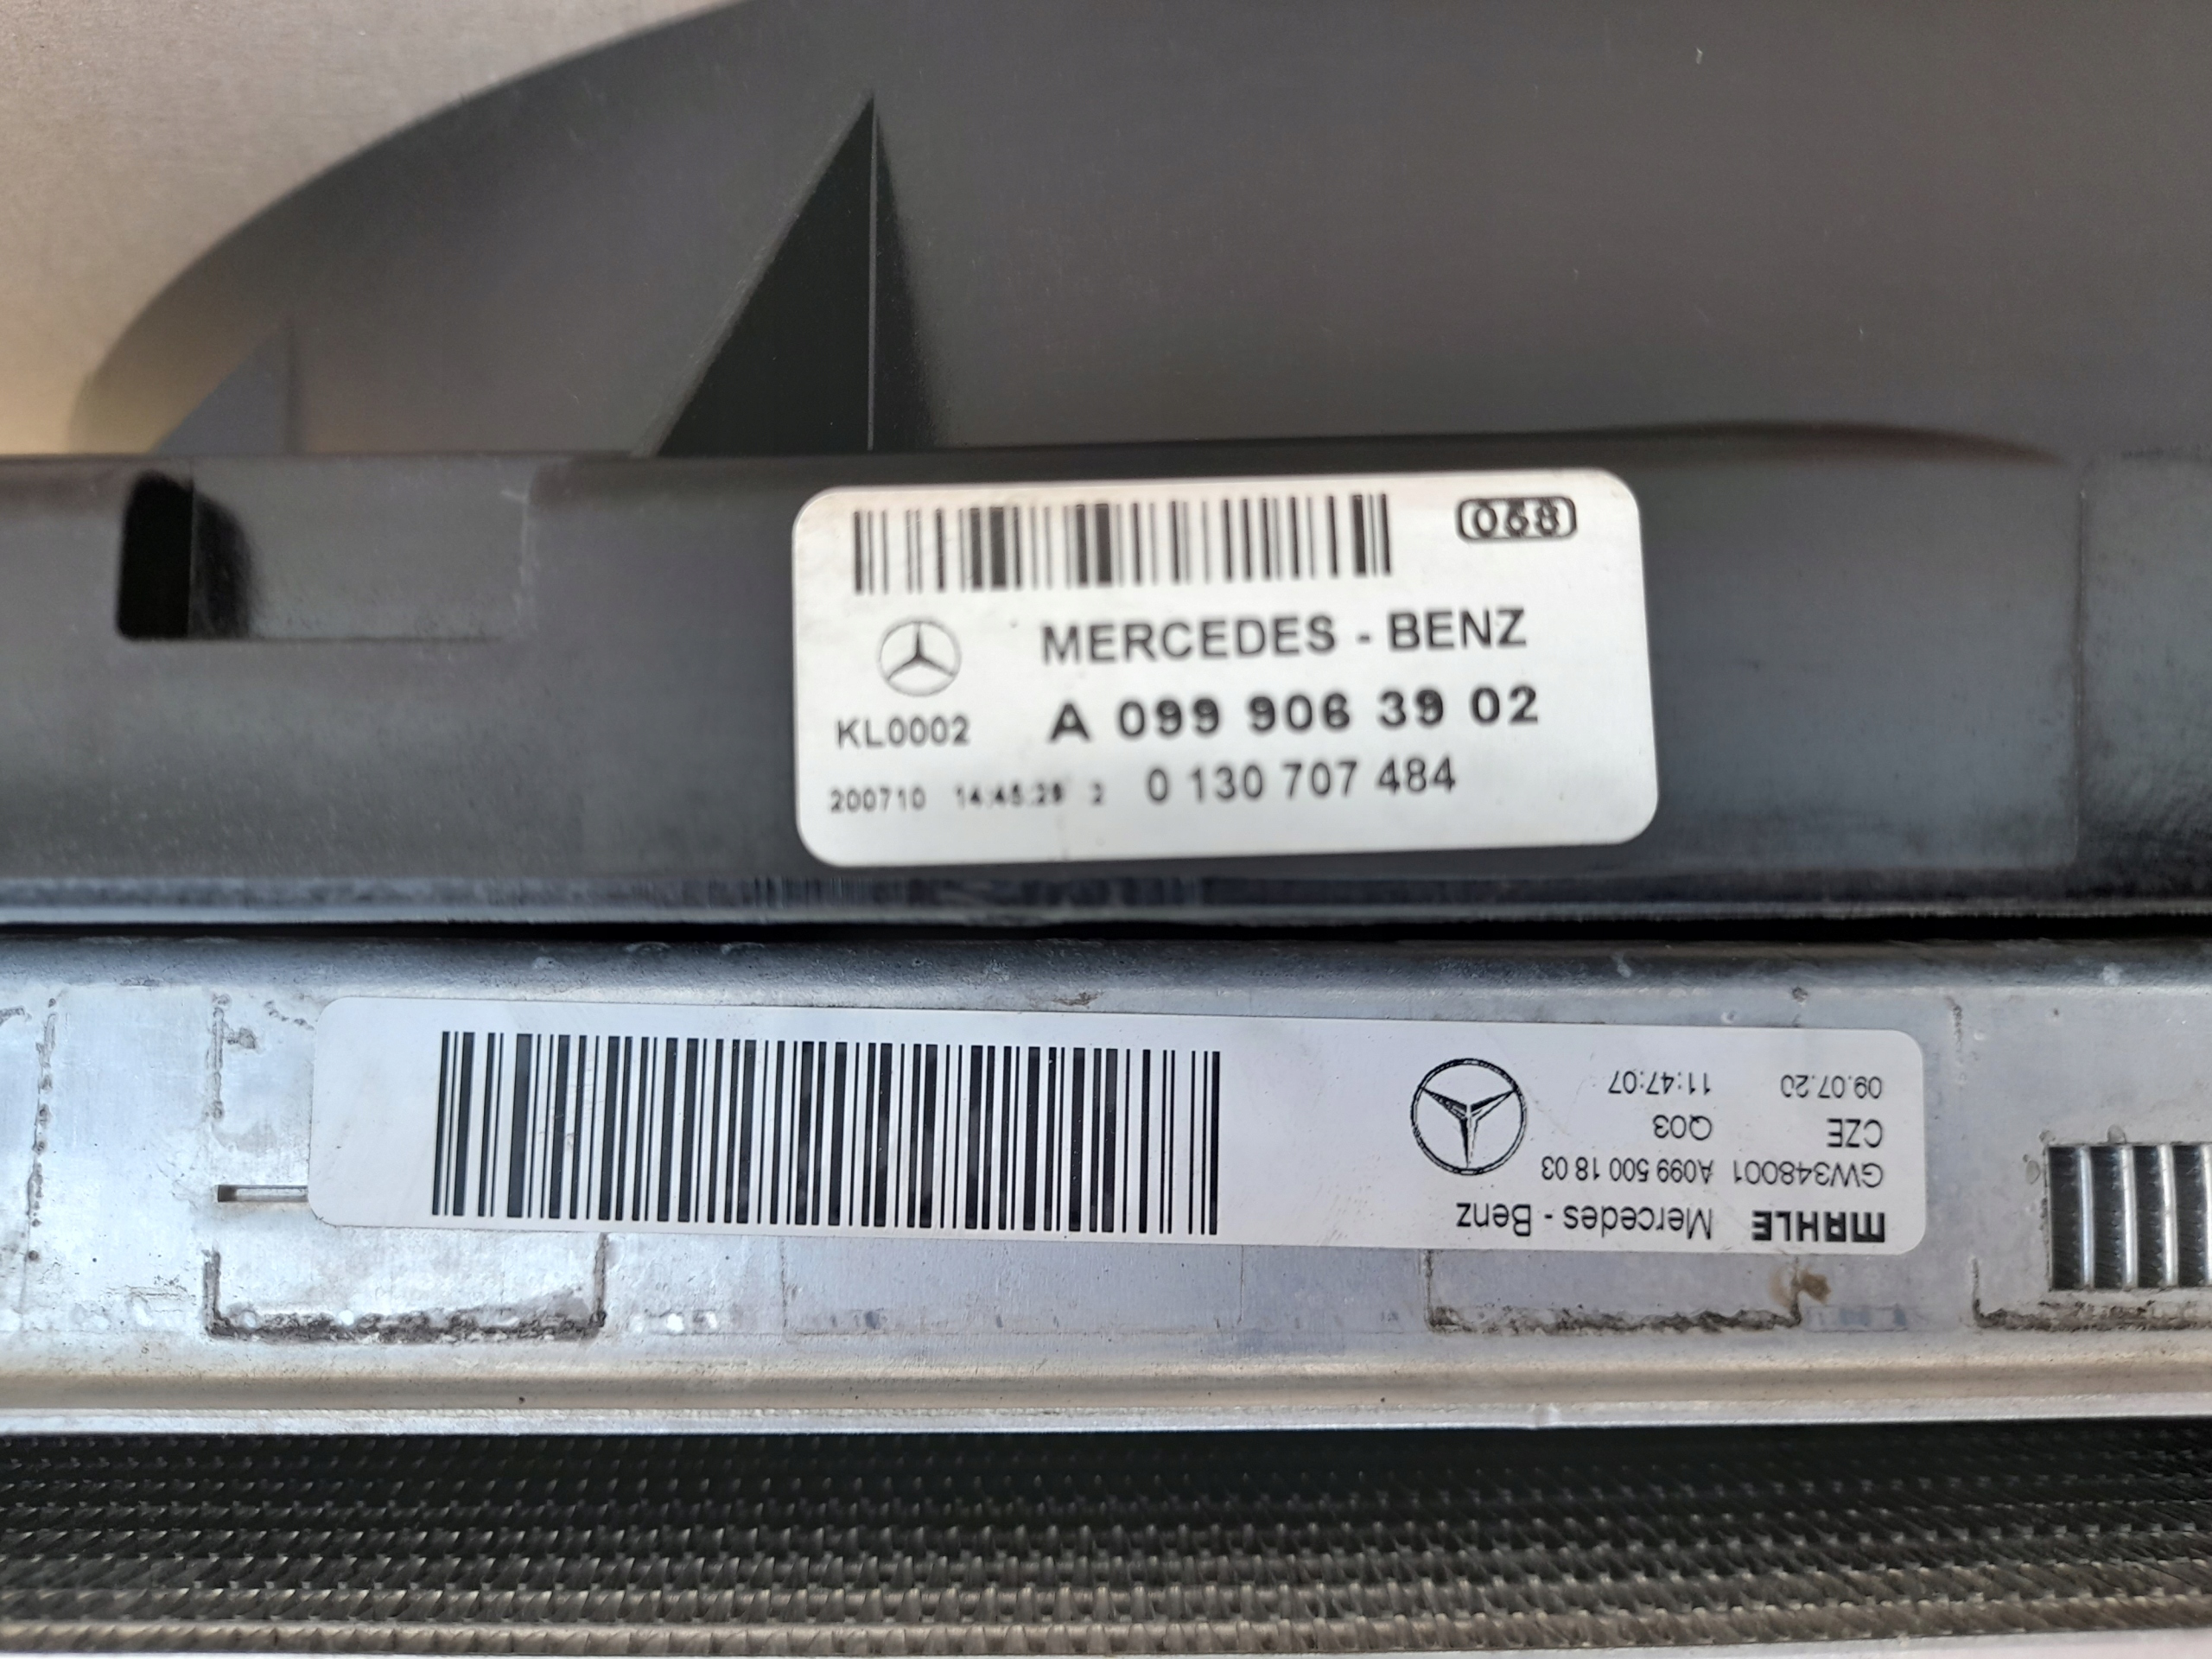 068
MERCEDES - BENZ
KL0002 A 099 906 39 02
200710 14:45:28 2 0 130 707 484
MAHLE Mercedes - Benz
GW348001 A099 500 18 03
CZE Q03
09.07.20 11:47:07